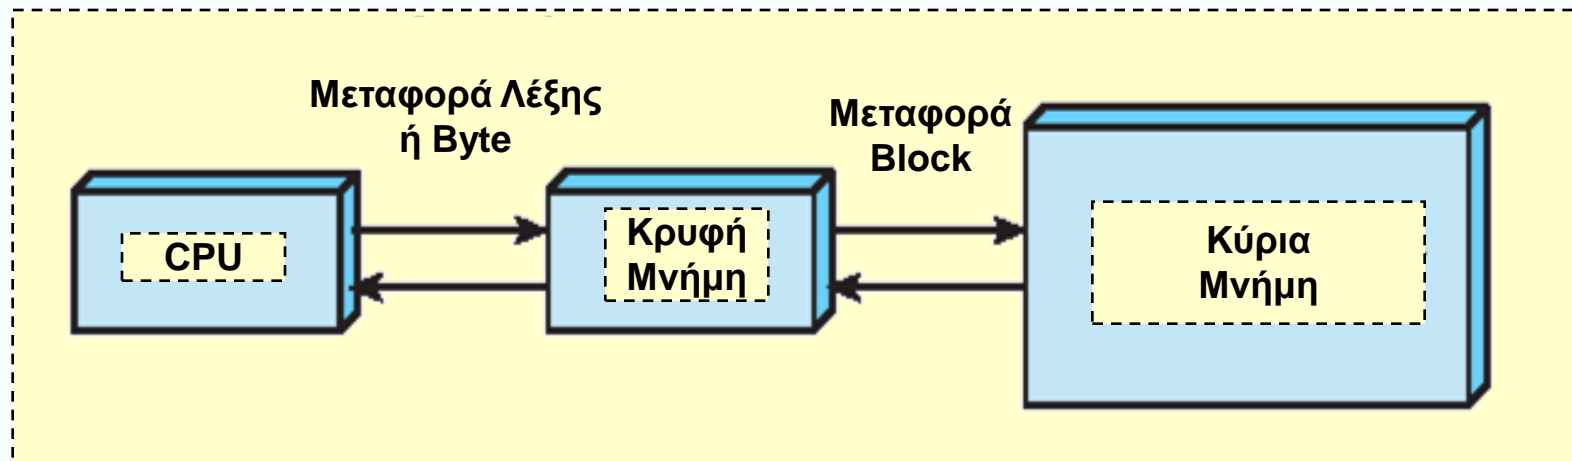 Μεταφορά Λέξης
ή Byte
Μεταφορά
Block
CPU
Κρυφή
Μνήμη
Κύρια
Μνήμη